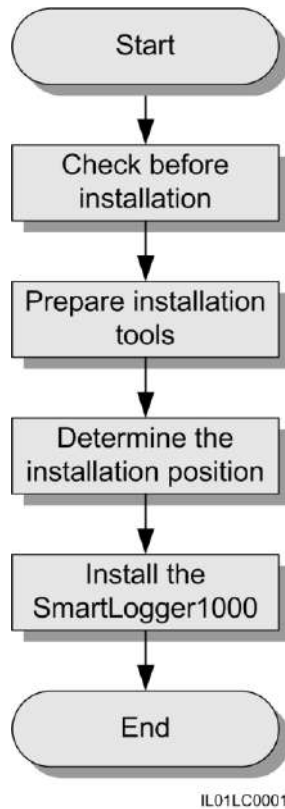 Start
Check before
installation
Prepare installation
tools
Determine the
installation position
Install the
SmartLogger1000
End
IL01LC0001